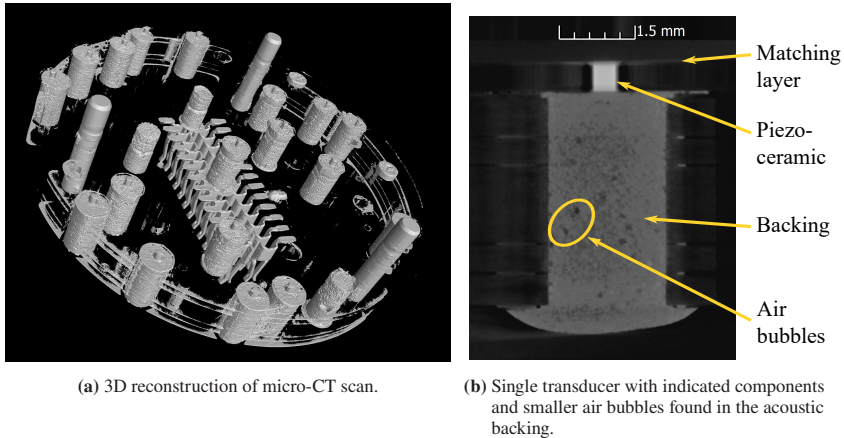 1.5 mm
Matching
layer
Piezo-
ceramic
Backing
Air
bubbles
(a) 3D reconstruction of micro-CT scan.
(b) Single transducer with indicated components
and smaller air bubbles found in the acoustic
backing.